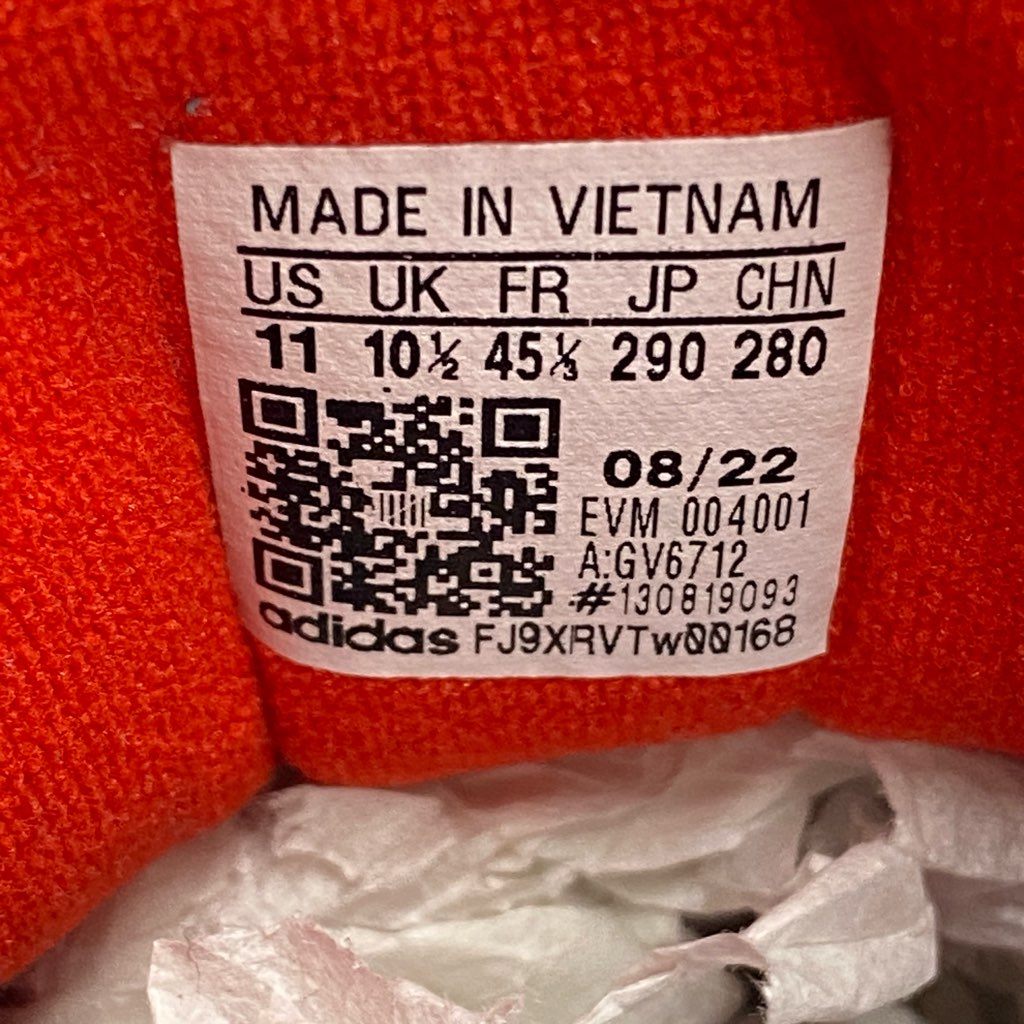 MADE IN VIETNAM
US UK FR JP CHN
11 10½ 45⅓ 290 280
08/22
EVM 004001
A:GV6712
#130819093
adidas FJ9XRVTw00168